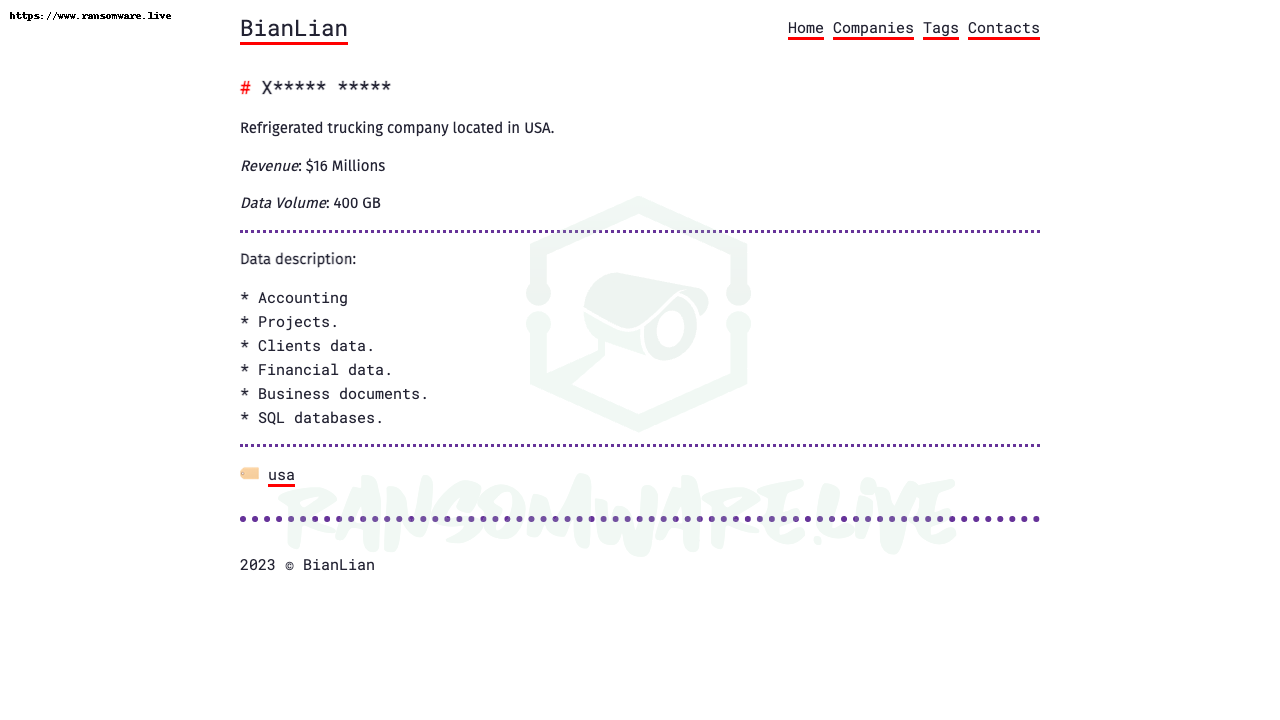 https://www.ransomware.live
BianLian
Home Companies Tags Contacts
# X***** *****
Refrigerated trucking company located in USA.
Revenue: $16 Millions
Data Volume: 400 GB
Data description:
* Accounting
* Projects.
* Clients data.
* Financial data.
* Business documents.
* SQL databases.
usa
RANSOMWARE.LIVE
2023 © BianLian